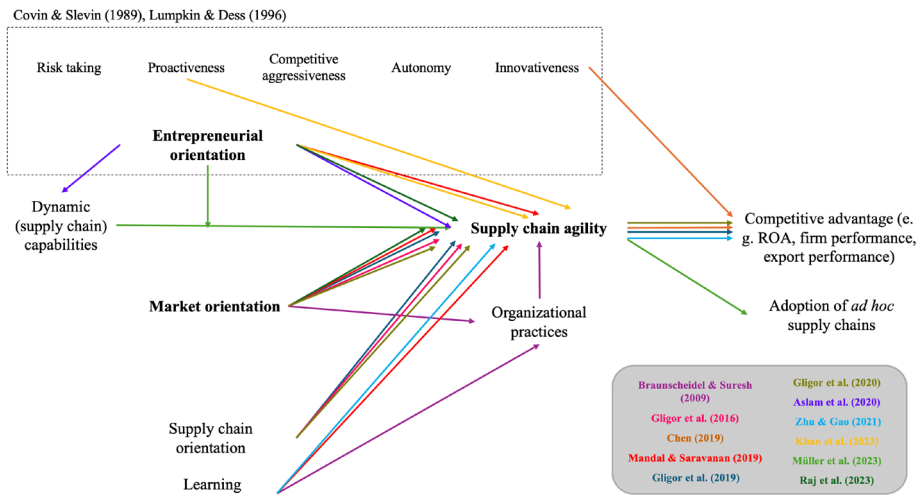 Covin & Slevin (1989), Lumpkin & Dess (1996)
Risk taking
Proactiveness
Competitive
aggressiveness
Autonomy
Innovativeness
Entrepreneurial
orientation
Dynamic
(supply chain)
capabilities
Supply chain agility
Competitive advantage (e.
g. ROA, firm performance,
export performance)
Market orientation
Organizational
practices
Adoption of ad hoc
supply chains
Supply chain
orientation
Learning
Braunscheidel & Suresh
(2009)
Gligor et al. (2016)
Chen (2019)
Mandal & Saravanan (2019)
Gligor et al. (2019)
Gligor et al. (2020)
Aslam et al. (2020)
Zhu & Gao (2021)
Khan et al. (2023)
Müller et al. (2023)
Raj et al. (2023)